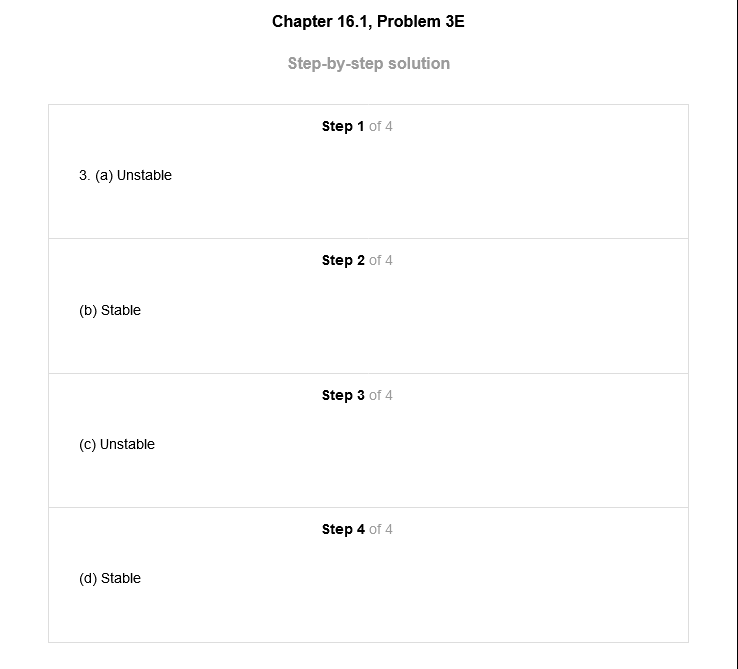 Chapter 16.1, Problem 3E
Step-by-step solution
Step 1 of 4
3. (a) Unstable
Step 2 of 4
(b) Stable
Step 3 of 4
(c) Unstable
Step 4 of 4
(d) Stable